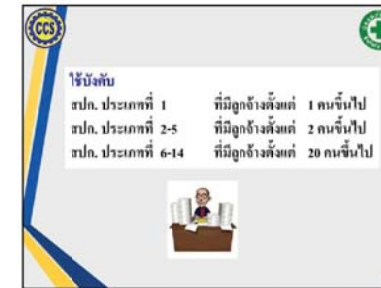 CCS
ใช้บังคับ
สปก. ประเภทที่ 1 ที่มีลูกจ้างตั้งแต่ 1 คนขึ้นไป
สปก. ประเภทที่ 2-5 ที่มีลูกจ้างตั้งแต่ 2 คนขึ้นไป
สปก. ประเภทที่ 6-14 ที่มีลูกจ้างตั้งแต่ 20 คนขึ้นไป